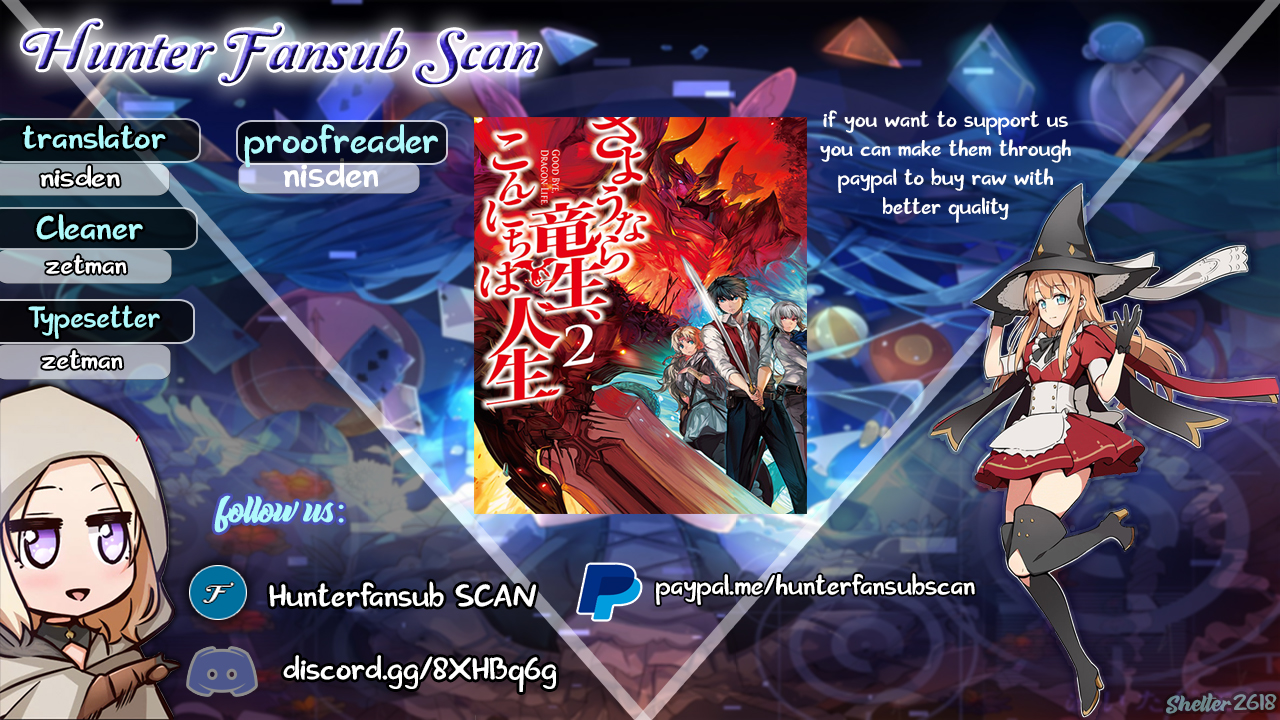 Hunter Fansub Scan
translator
nisden
proofreader
nisden
Cleaner
zetman
Typesetter
zetman
さようなら
竜生、
こんにちは
人生
2
GOOD BYE,
DRAGON LIFE.
if you want to support us
you can make them through
paypal to buy raw with
better quality
follow us:
F
Hunterfansub SCAN
paypal.me/hunterfansubscan
discord.gg/8XHBq6g
Shelter 2618